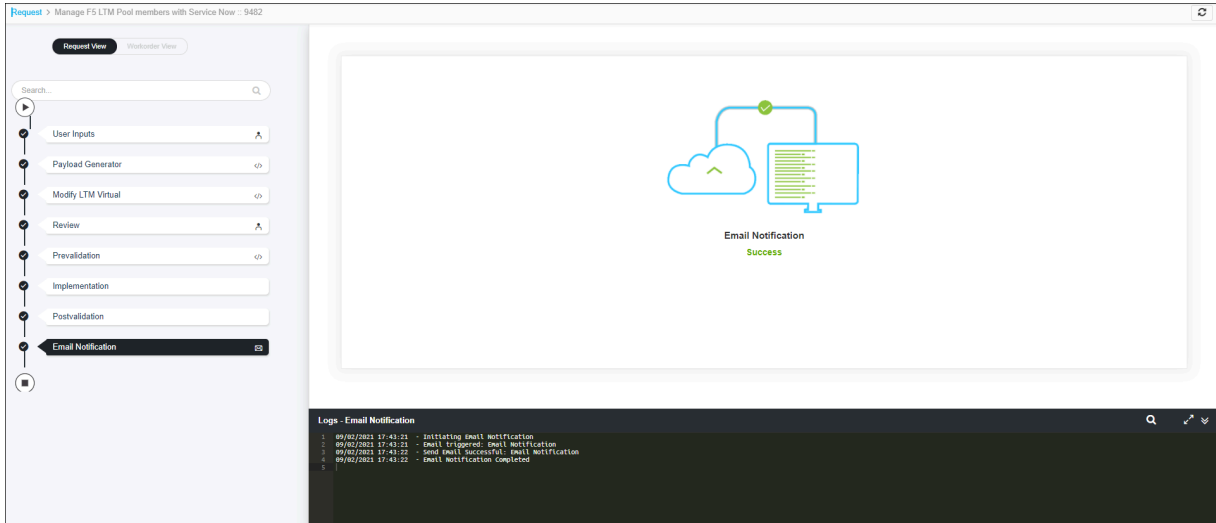 Request > Manage F5 LTM Pool members with Service Now :: 9482
Request View
Workorder View
Search...
User Inputs
Payload Generator
</>
Modify LTM Virtual
</>
Review
Prevalidation
</>
Implementation
Postvalidation
Email Notification
Email Notification
Success
Logs - Email Notification
1 09/02/2021 17:43:21 - Initiating Email Notification
2 09/02/2021 17:43:21 - Email triggered: Email Notification
3 09/02/2021 17:43:22 - Send Email Successful: Email Notification
4 09/02/2021 17:43:22 - Email Notification Completed
5